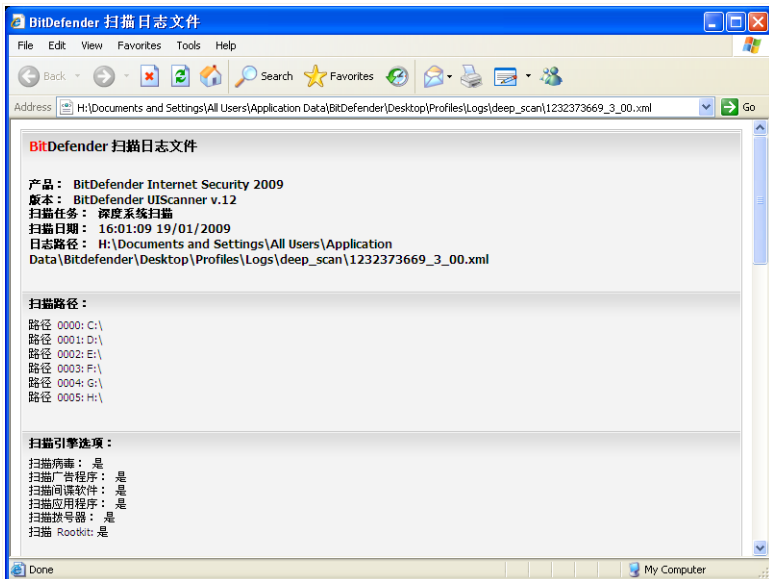 BitDefender 扫描日志文件
File Edit View Favorites Tools Help
Back Search Favorites
Address H:\Documents and Settings\All Users\Application Data\BitDefender\Desktop\Profiles\Logs\deep_scan\1232373669_3_00.xml Go
BitDefender 扫描日志文件
产品： BitDefender Internet Security 2009
版本： BitDefender UIScanner v.12
扫描任务： 深度系统扫描
扫描日期： 16:01:09 19/01/2009
日志路径： H:\Documents and Settings\All Users\Application
Data\Bitdefender\Desktop\Profiles\Logs\deep_scan\1232373669_3_00.xml
扫描路径：
路径 0000: C:\
路径 0001: D:\
路径 0002: E:\
路径 0003: F:\
路径 0004: G:\
路径 0005: H:\
扫描引擎选项：
扫描病毒： 是
扫描广告程序： 是
扫描间谍软件： 是
扫描应用程序： 是
扫描拨号器： 是
扫描 Rootkit: 是
Done My Computer